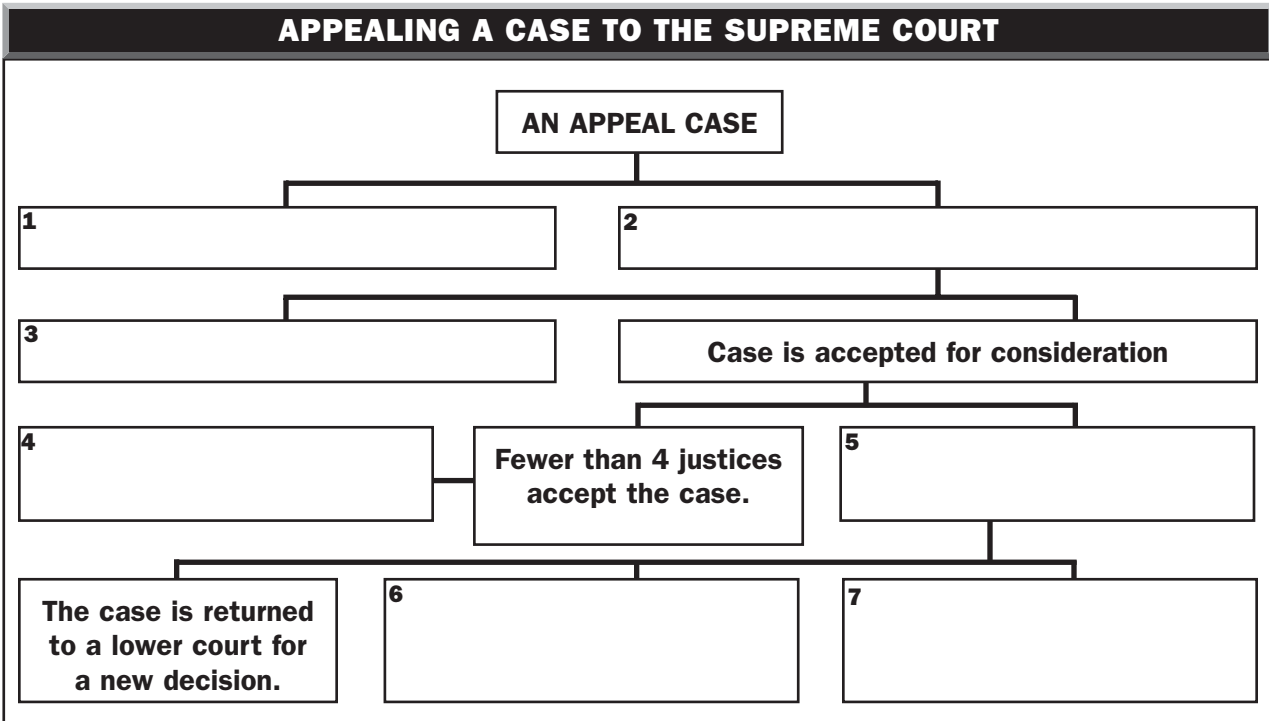 APPEALING A CASE TO THE SUPREME COURT
AN APPEAL CASE
1
2
3
Case is accepted for consideration
4
Fewer than 4 justices
accept the case.
5
The case is returned
to a lower court for
a new decision.
6
7